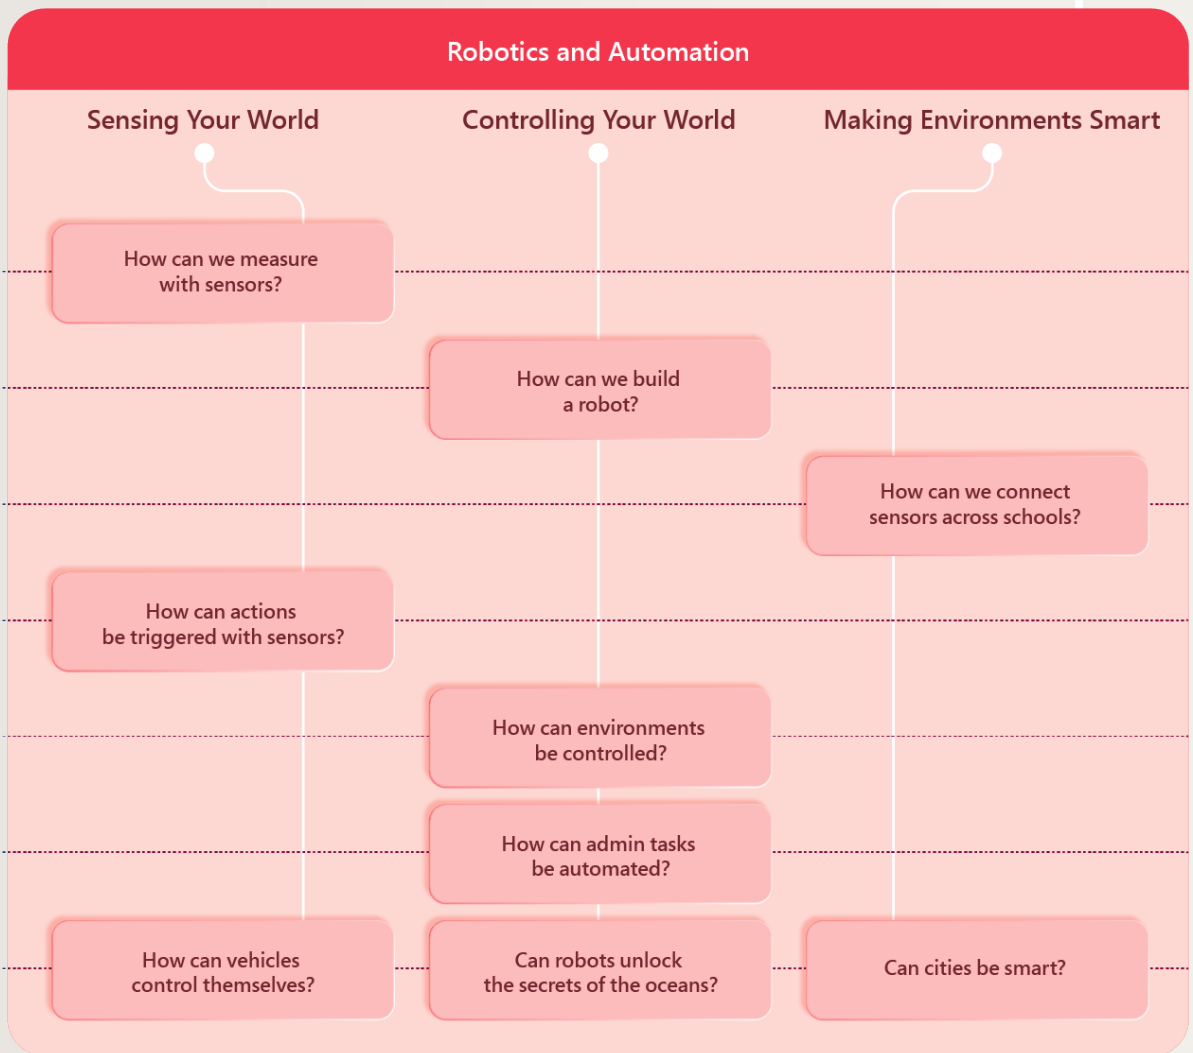 Robotics and Automation
Sensing Your World
Controlling Your World
Making Environments Smart
How can we measure
with sensors?
How can we build
a robot?
How can we connect
sensors across schools?
How can actions
be triggered with sensors?
How can environments
be controlled?
How can admin tasks
be automated?
How can vehicles
control themselves?
Can robots unlock
the secrets of the oceans?
Can cities be smart?